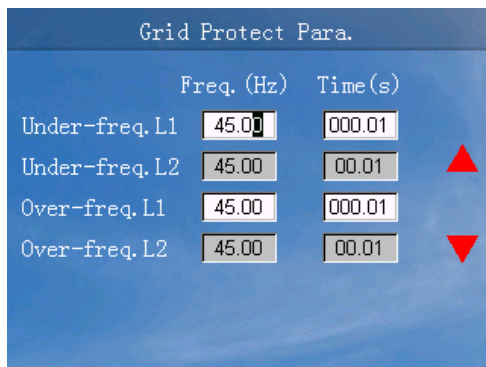 Grid Protect Para.
Freq.(Hz) Time(s)
Under-freq.L1 45.00 000.01
Under-freq.L2 45.00 00.01
Over-freq.L1 45.00 000.01
Over-freq.L2 45.00 00.01